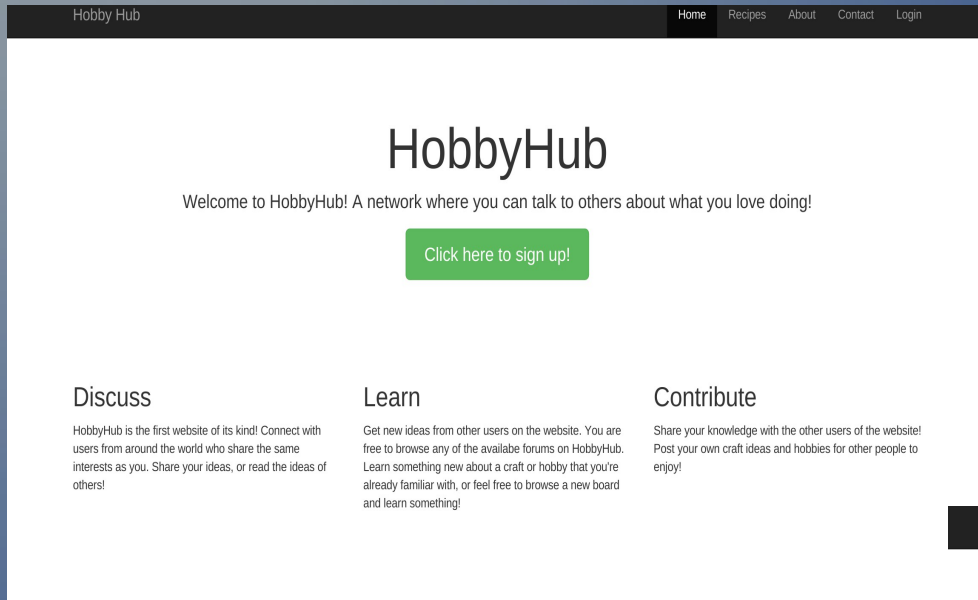 Hobby Hub
Home Recipes About Contact Login
HobbyHub
Welcome to HobbyHub! A network where you can talk to others about what you love doing!
Click here to sign up!
Discuss
HobbyHub is the first website of its kind! Connect with
users from around the world who share the same
interests as you. Share your ideas, or read the ideas of
others!
Learn
Get new ideas from other users on the website. You are
free to browse any of the availabe forums on HobbyHub.
Learn something new about a craft or hobby that you're
already familiar with, or feel free to browse a new board
and learn something!
Contribute
Share your knowledge with the other users of the website!
Post your own craft ideas and hobbies for other people to
enjoy!